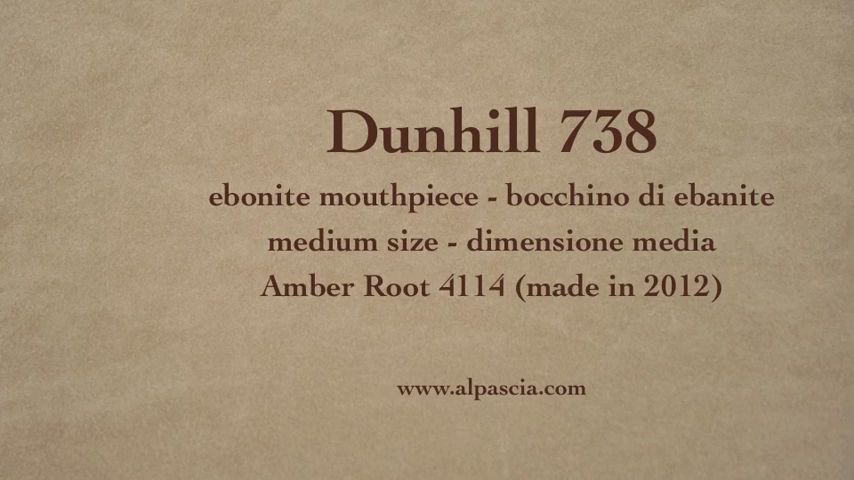 Dunhill 738
ebonite mouthpiece - bocchino di ebanite
medium size - dimensione media
Amber Root 4114 (made in 2012)
www.alpascia.com